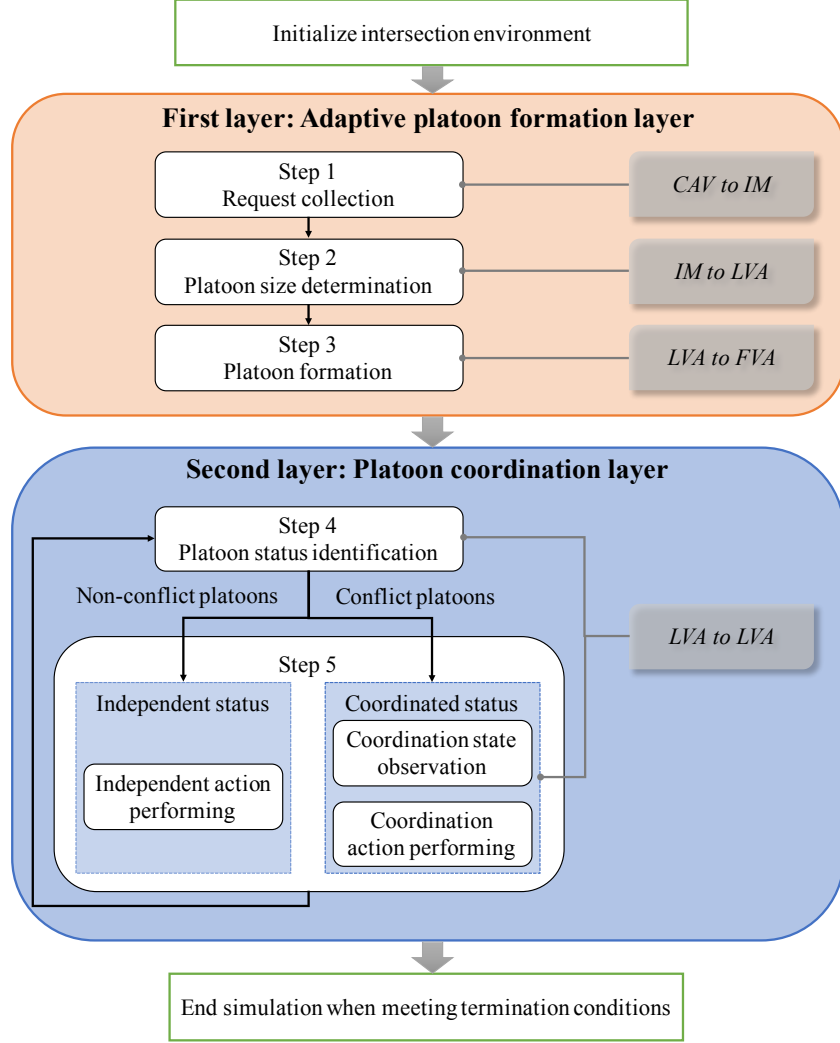 Initialize intersection environment
First layer: Adaptive platoon formation layer
Step 1
Request collection
CAV to IM
Step 2
Platoon size determination
IM to LVA
Step 3
Platoon formation
LVA to FVA
Second layer: Platoon coordination layer
Step 4
Platoon status identification
Non-conflict platoons
Conflict platoons
LVA to LVA
Step 5
Independent status
Independent action
performing
Coordinated status
Coordination state
observation
Coordination
action performing
End simulation when meeting termination conditions